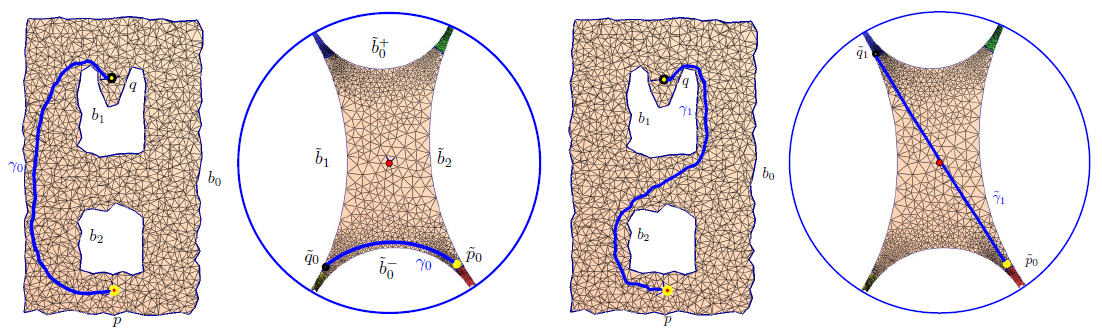 q
b₁
γ₀
b₀
b₂
p
b̃₀⁺
b̃₁
b̃₂
q̃₀
p̃₀
b̃₀⁻
γ₀
q
γ₁
b₁
b₀
b₂
p
q̃₁
γ̃₁
p̃₀